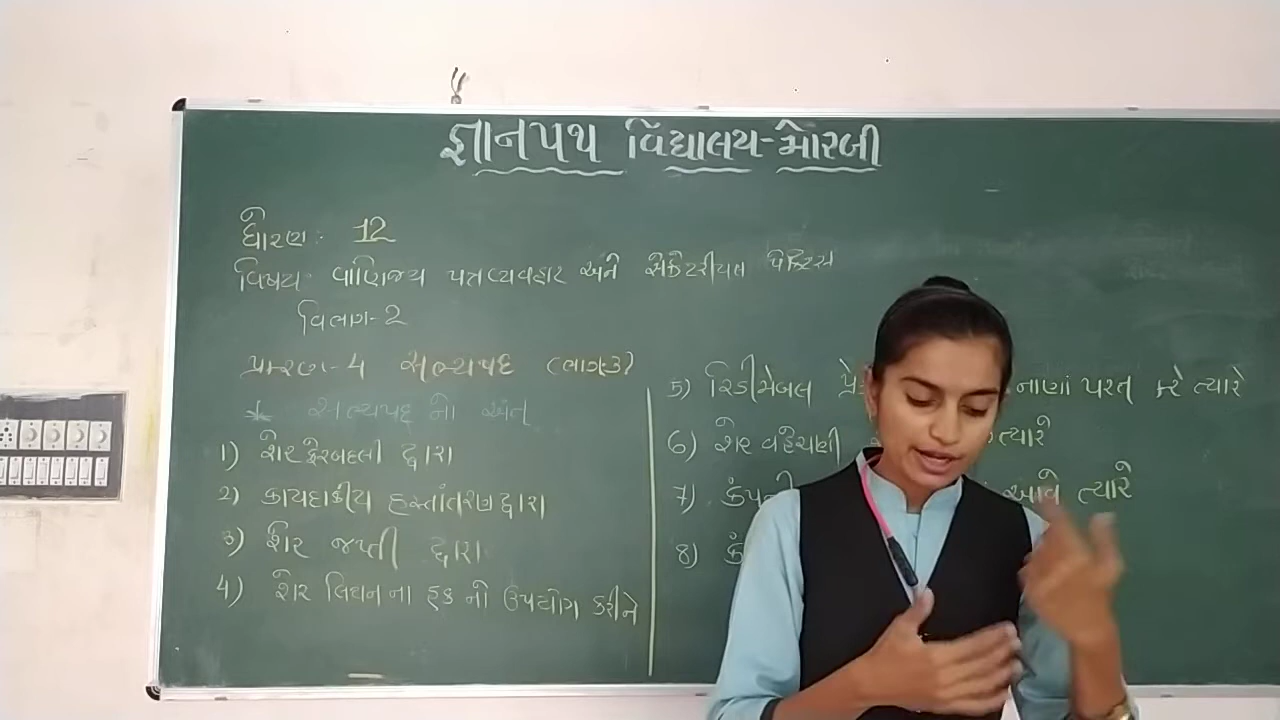 જ્ઞાનપથ વિદ્યાલય-મોરબી
ધોરણ: 12
વિષય: વાણિજ્ય પત્રવ્યવહાર અને સેક્રેટરીયલ પ્રેક્ટિસ
વિભાગ-2
પ્રકરણ-4 સભ્યપદ (ભાગ-3)
* સભ્યપદ નો અંત
1) શેર ફેરબદલી દ્વારા
2) કાયદાકીય હસ્તાંતરણ દ્વારા
3) શેર જપ્તી દ્વારા
4) શેર લિયનના હક નો ઉપયોગ કરીને
5) રિડીમેબલ નાણાં પરત કરે ત્યારે
6) શેર વહેંચણી ત્યારે
7) કંપની આવે ત્યારે
8)